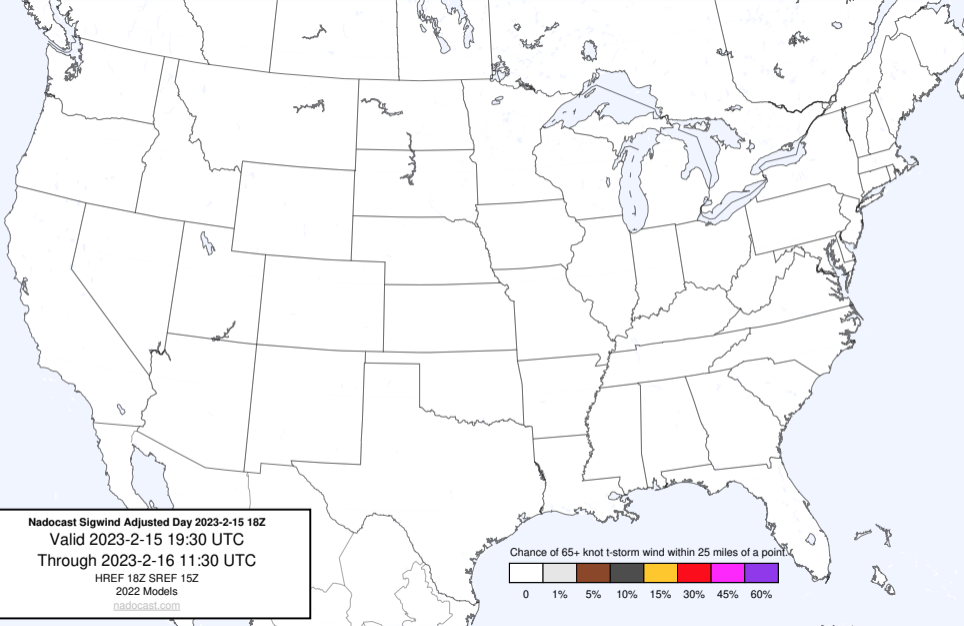 Nadocast Sigwind Adjusted Day 2023-2-15 18Z
Valid 2023-2-15 19:30 UTC
Through 2023-2-16 11:30 UTC
HREF 18Z SREF 15Z
2022 Models
nadocast.com
Chance of 65+ knot t-storm wind within 25 miles of a point.
0 1% 5% 10% 15% 30% 45% 60%